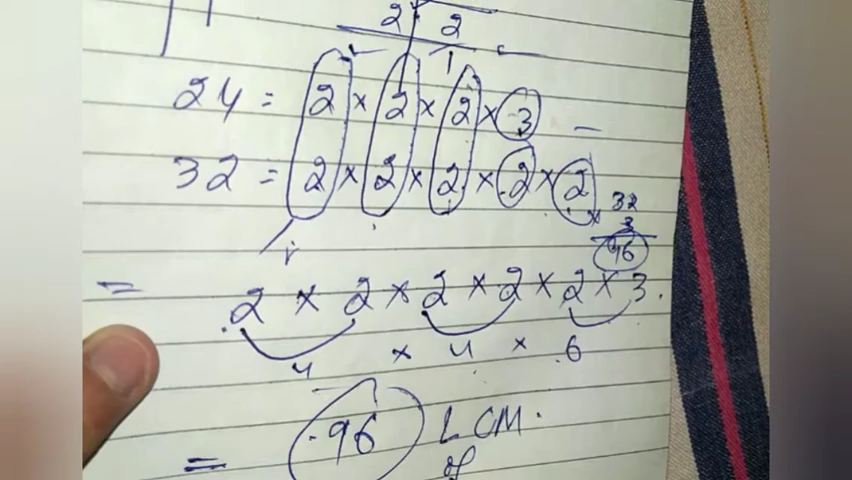 2 2
1
24 = 2 × 2 × 2 × 3
32 = 2 × 2 × 2 × 2 × 2
32
× 3
96
= 2 × 2 × 2 × 2 × 2 × 3.
4 × 4 × 6
= 96 LCM.
of